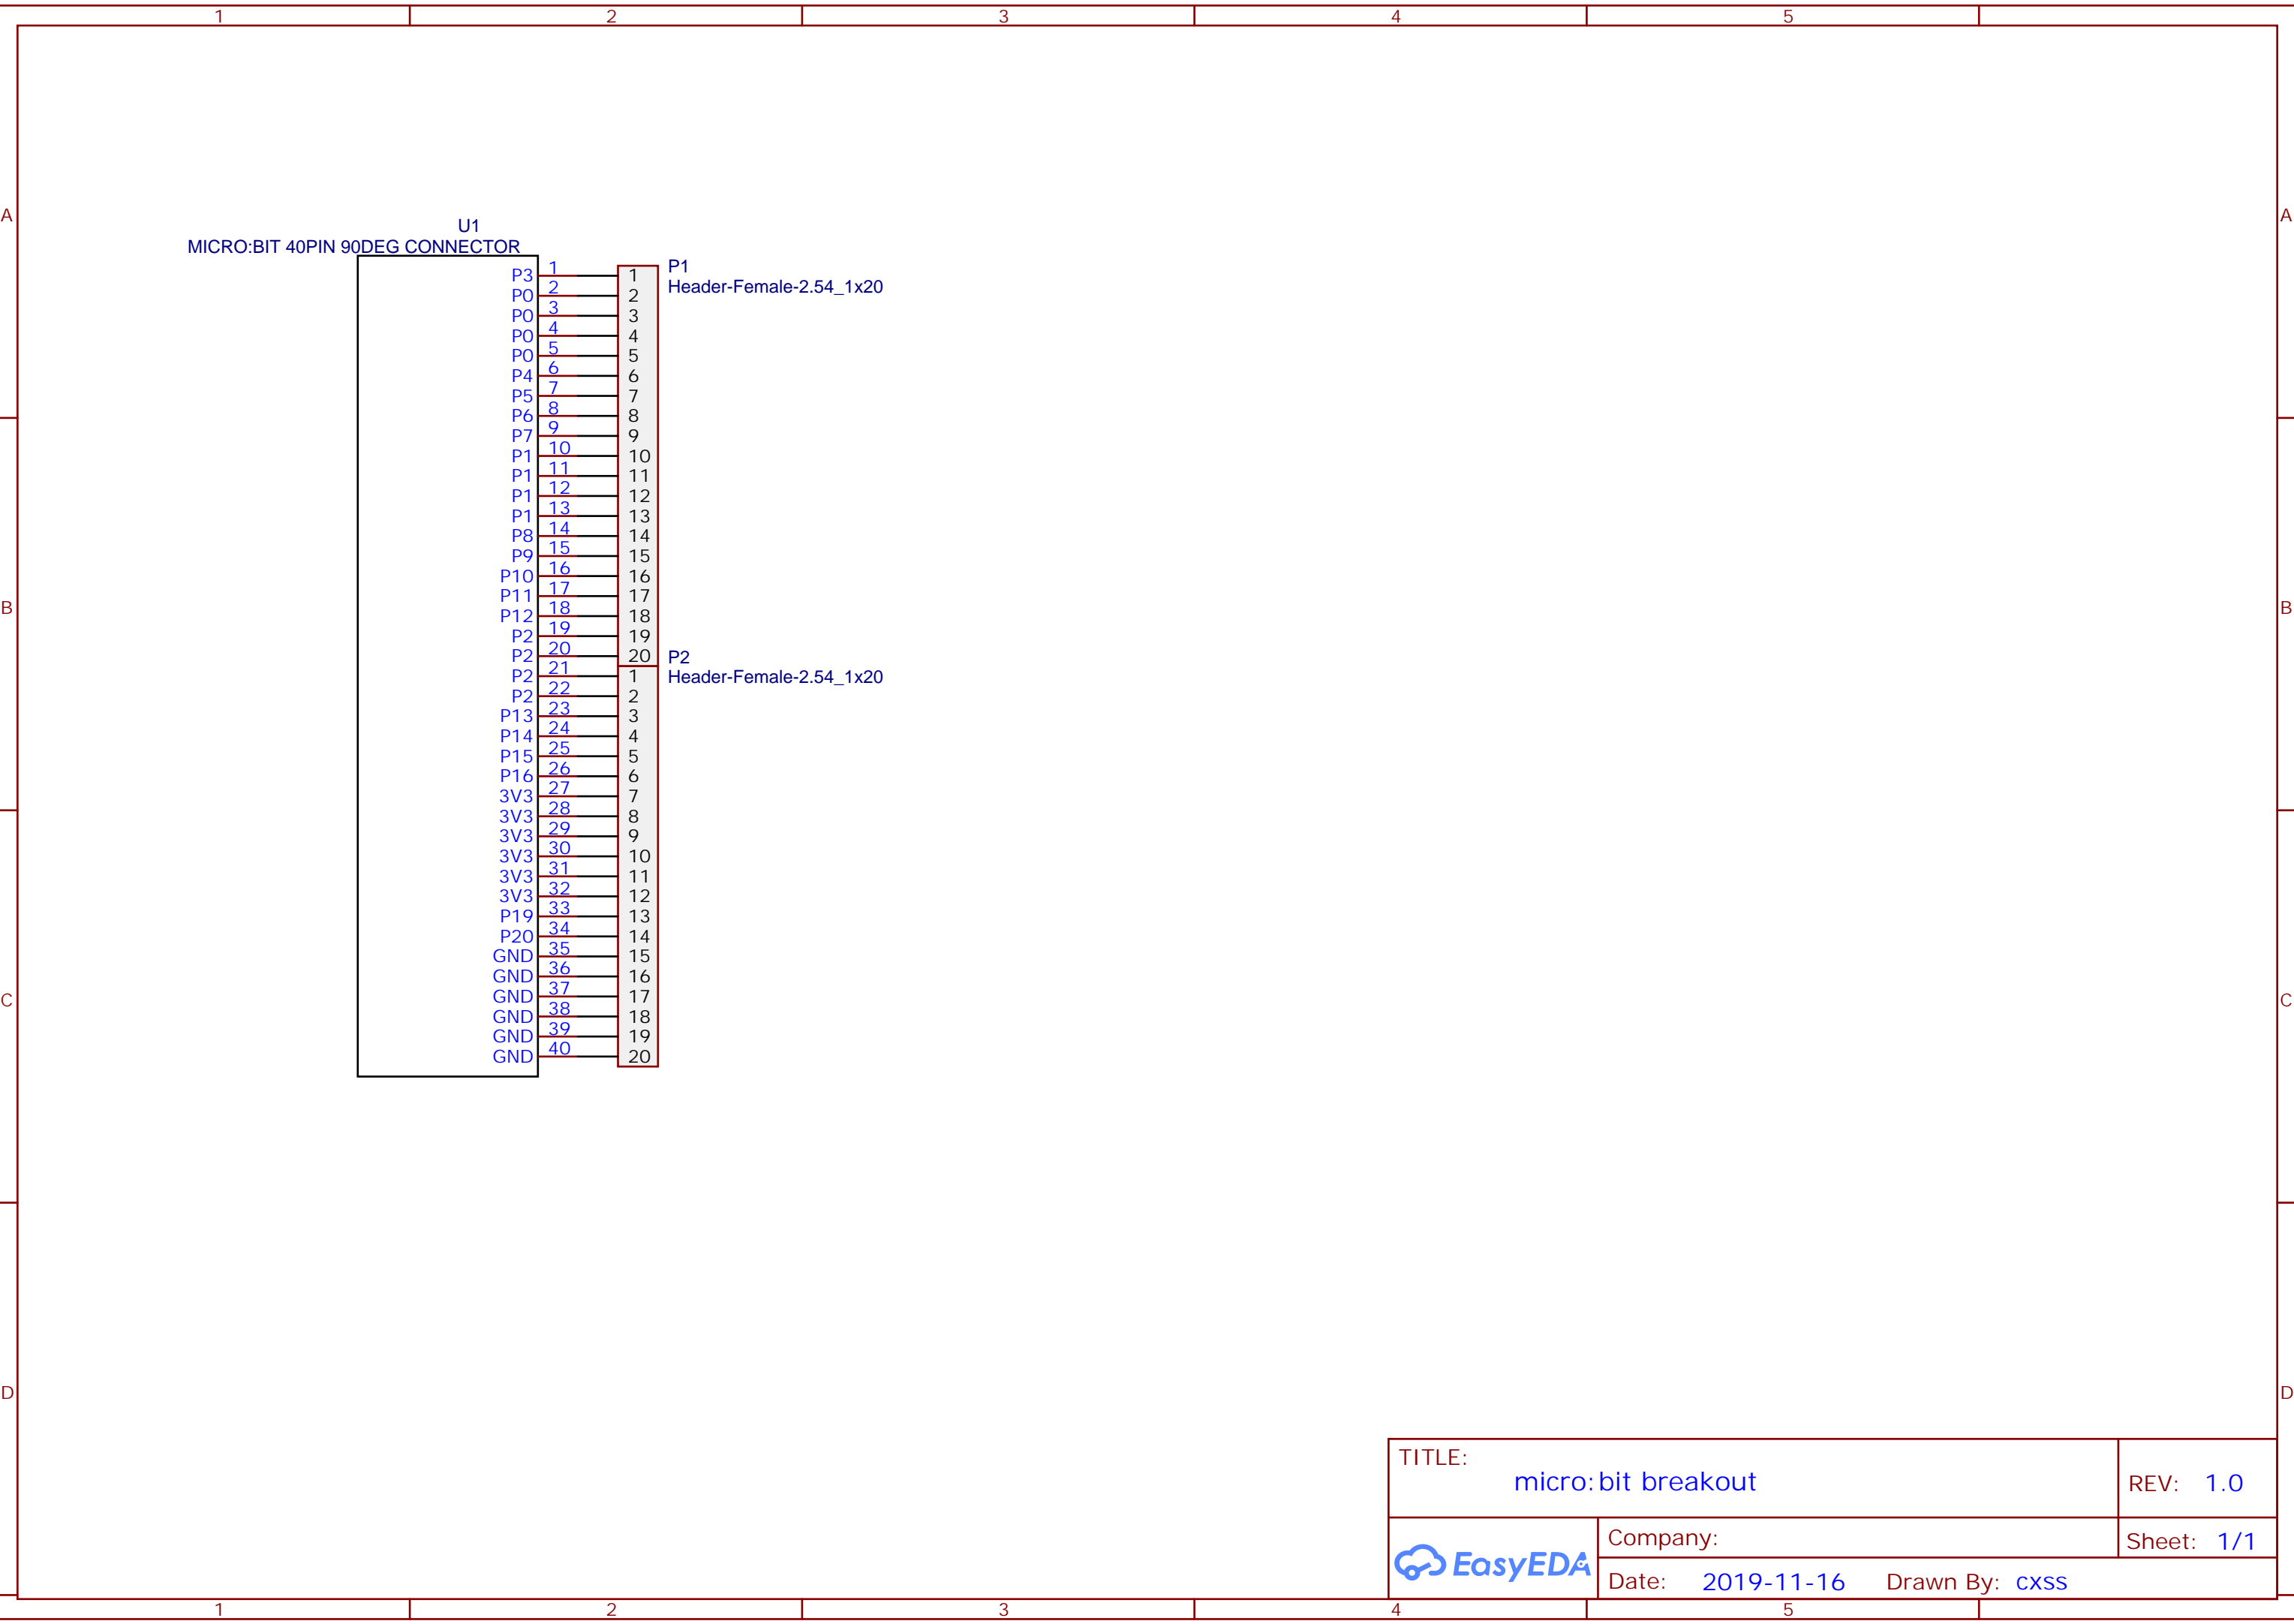 1 2 3 4 5
A A
U1
MICRO:BIT 40PIN 90DEG CONNECTOR
P1
Header-Female-2.54_1x20
P3 1 1
P0 2 2
P0 3 3
P0 4 4
P0 5 5
P4 6 6
P5 7 7
P6 8 8
P7 9 9
P1 10 10
P1 11 11
P1 12 12
P1 13 13
P8 14 14
P9 15 15
P10 16 16
B B
P11 17 17
P12 18 18
P2 19 19
P2 20 20
P2
Header-Female-2.54_1x20
P2 21 1
P2 22 2
P13 23 3
P14 24 4
P15 25 5
P16 26 6
3V3 27 7
3V3 28 8
3V3 29 9
3V3 30 10
3V3 31 11
3V3 32 12
P19 33 13
P20 34 14
GND 35 15
GND 36 16
GND 37 17
C C
GND 38 18
GND 39 19
GND 40 20
D D
TITLE:
micro:bit breakout
REV: 1.0
EasyEDA
Company:
Sheet: 1/1
Date: 2019-11-16 Drawn By: cxss
1 2 3 4 5